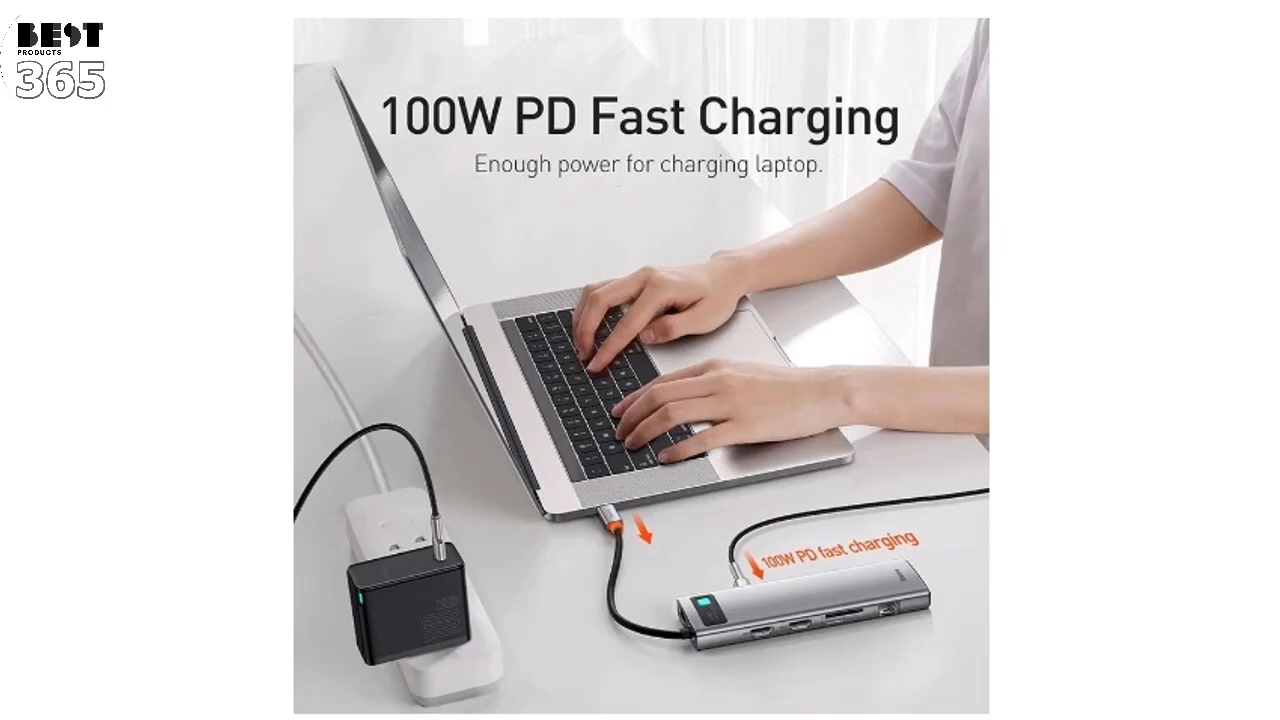 BEST
PRODUCTS
365
100W PD Fast Charging
Enough power for charging laptop.
100W PD fast charging